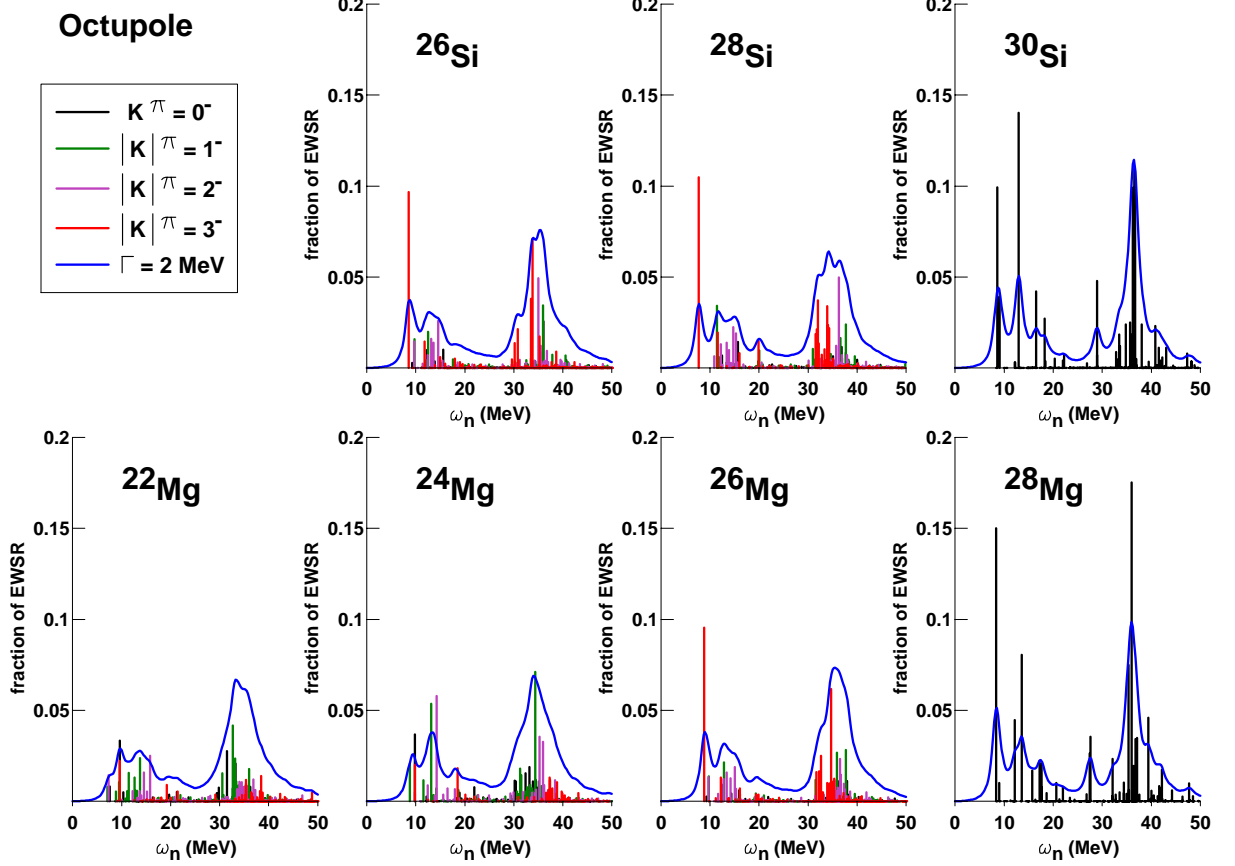 Octupole
K π = 0-
|K| π = 1-
|K| π = 2-
|K| π = 3-
Γ = 2 MeV
26Si
fraction of EWSR
0.2
0.15
0.1
0.05
0 10 20 30 40 50
ωn (MeV)
28Si
fraction of EWSR
0.2
0.15
0.1
0.05
0 10 20 30 40 50
ωn (MeV)
30Si
fraction of EWSR
0.2
0.15
0.1
0.05
0 10 20 30 40 50
ωn (MeV)
22Mg
fraction of EWSR
0.2
0.15
0.1
0.05
0 10 20 30 40 50
ωn (MeV)
24Mg
fraction of EWSR
0.2
0.15
0.1
0.05
0 10 20 30 40 50
ωn (MeV)
26Mg
fraction of EWSR
0.2
0.15
0.1
0.05
0 10 20 30 40 50
ωn (MeV)
28Mg
fraction of EWSR
0.2
0.15
0.1
0.05
0 10 20 30 40 50
ωn (MeV)